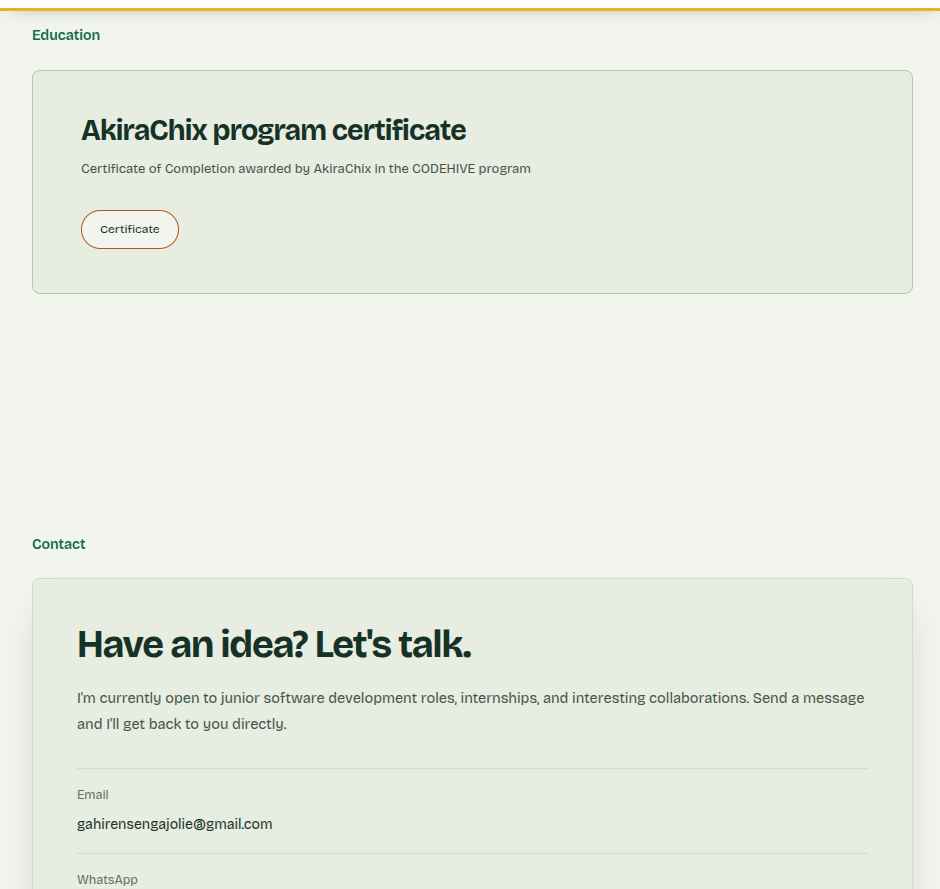 Education
AkiraChix program certificate
Certificate of Completion awarded by AkiraChix in the CODEHIVE program
Certificate
Contact
Have an idea? Let's talk.
I'm currently open to junior software development roles, internships, and interesting collaborations. Send a message
and I'll get back to you directly.
Email
gahirensengajolie@gmail.com
WhatsApp